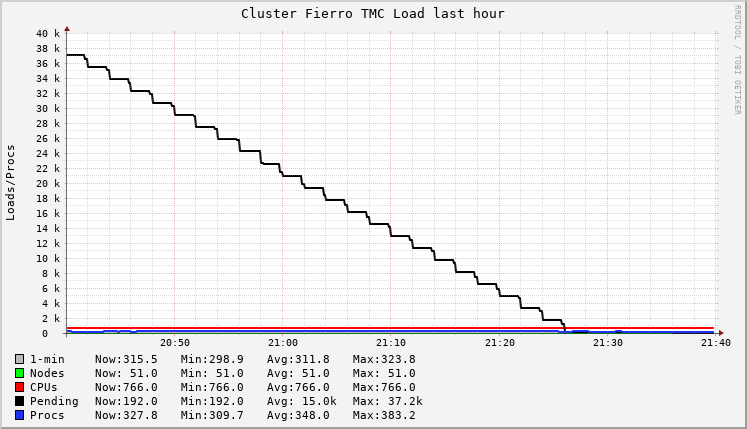 Cluster Fierro TMC Load last hour
RRDTOOL / TOBI OETIKER
Loads/Procs
40 k
38 k
36 k
34 k
32 k
30 k
28 k
26 k
24 k
22 k
20 k
18 k
16 k
14 k
12 k
10 k
8 k
6 k
4 k
2 k
0
20:50 21:00 21:10 21:20 21:30 21:40
1-min Now:315.5 Min:298.9 Avg:311.8 Max:323.8
Nodes Now: 51.0 Min: 51.0 Avg: 51.0 Max: 51.0
CPUs Now:766.0 Min:766.0 Avg:766.0 Max:766.0
Pending Now:192.0 Min:192.0 Avg: 15.0k Max: 37.2k
Procs Now:327.8 Min:309.7 Avg:348.0 Max:383.2